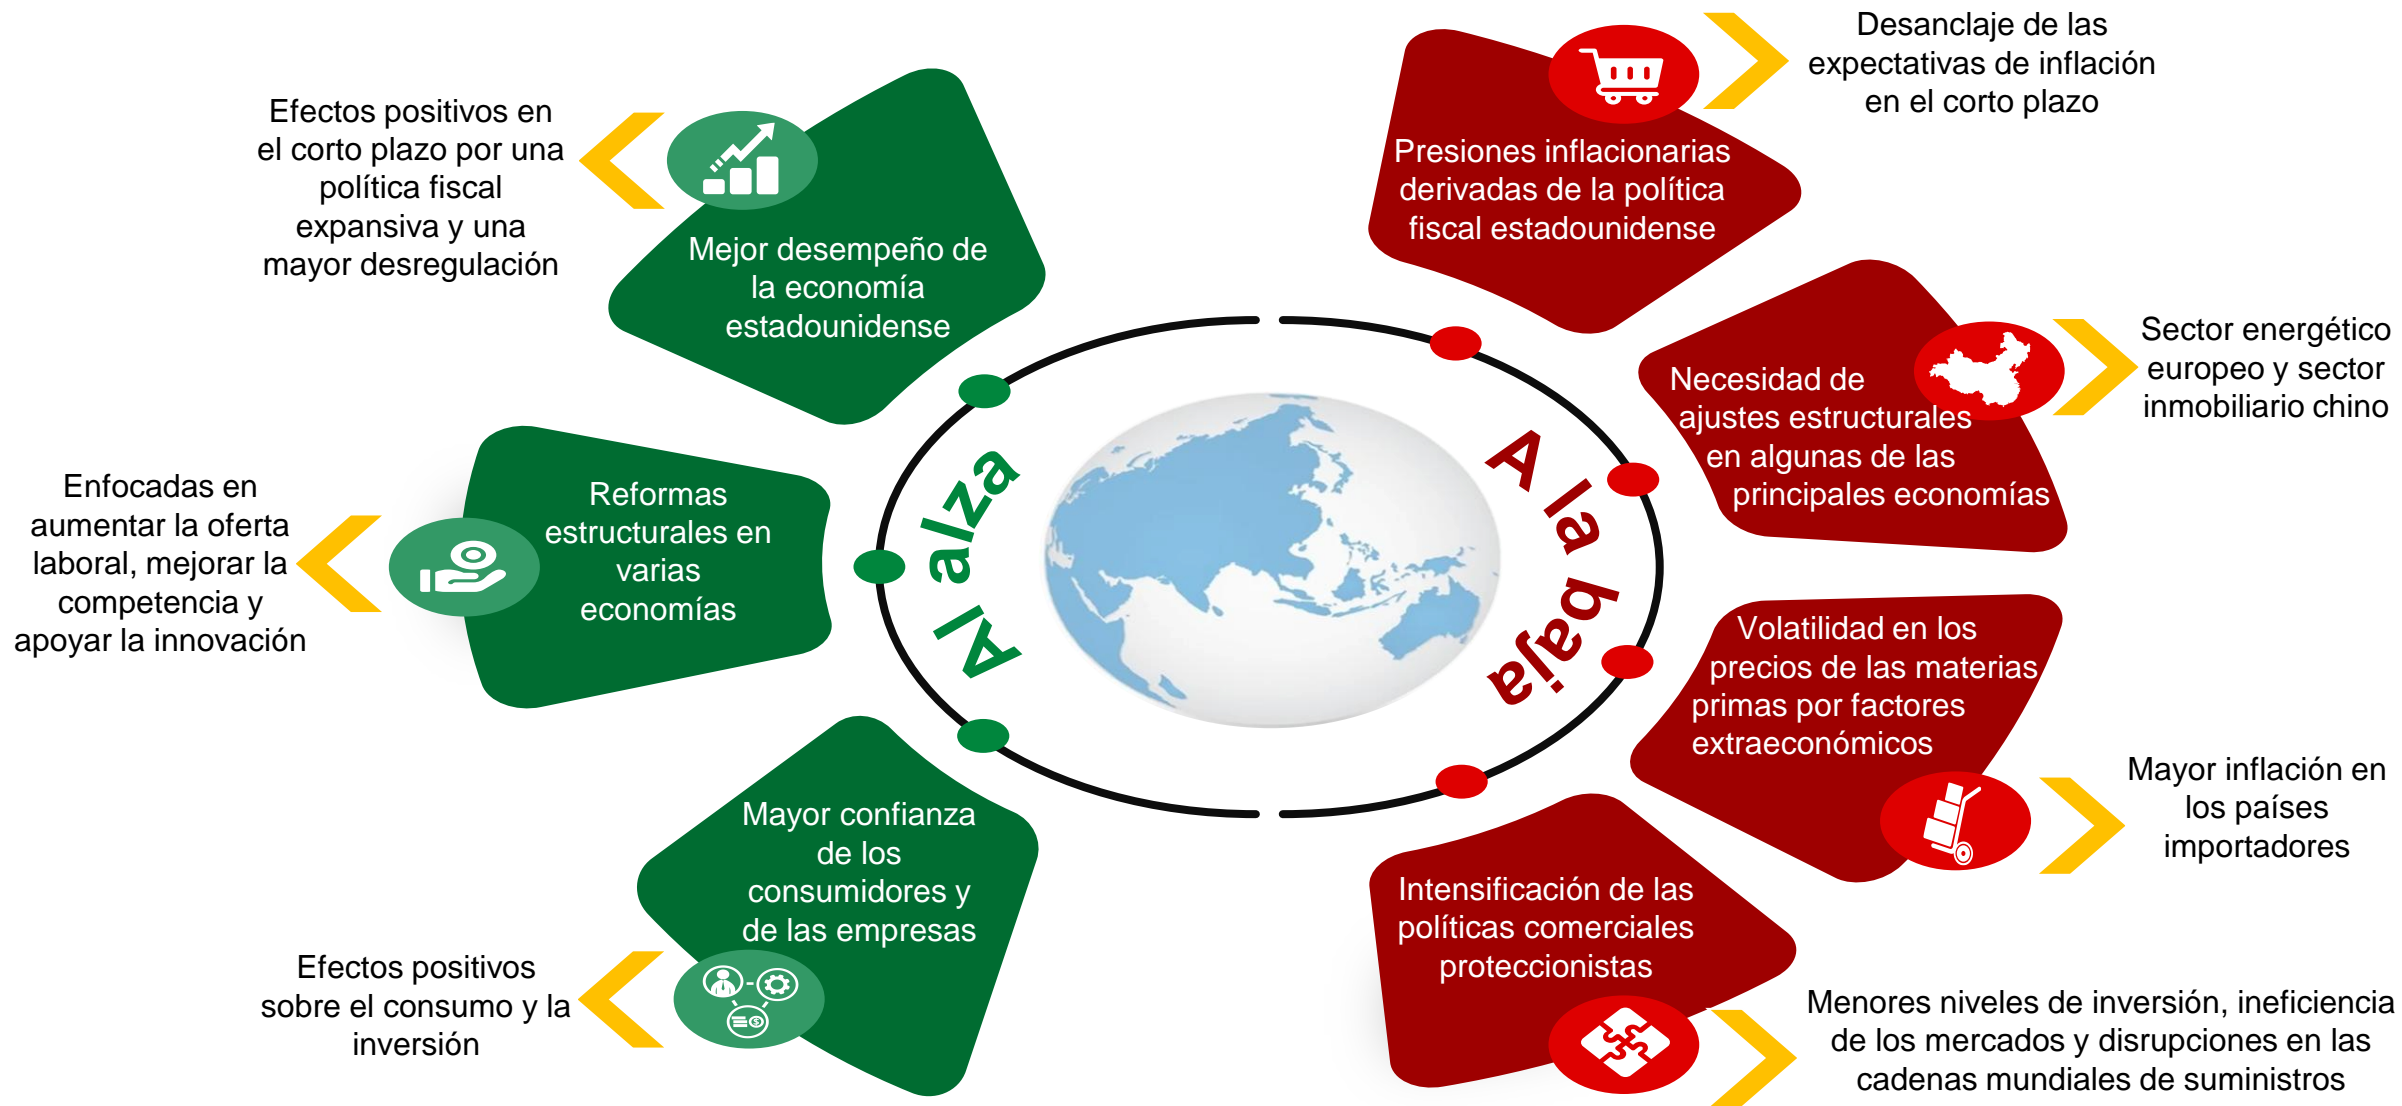 Efectos positivos en
el corto plazo por una
política fiscal
expansiva y una
mayor desregulación
Mejor desempeño de
la economía
estadounidense
Enfocadas en
aumentar la oferta
laboral, mejorar la
competencia y
apoyar la innovación
Reformas
estructurales en
varias
economías
Efectos positivos
sobre el consumo y la
inversión
Mayor confianza
de los
consumidores y
de las empresas
Al alza
A la baja
Presiones inflacionarias
derivadas de la política
fiscal estadounidense
Desanclaje de las
expectativas de inflación
en el corto plazo
Necesidad de
ajustes estructurales
en algunas de las
principales economías
Sector energético
europeo y sector
inmobiliario chino
Volatilidad en los
precios de las materias
primas por factores
extraeconómicos
Mayor inflación en
los países
importadores
Intensificación de las
políticas comerciales
proteccionistas
Menores niveles de inversión, ineficiencia
de los mercados y disrupciones en las
cadenas mundiales de suministros